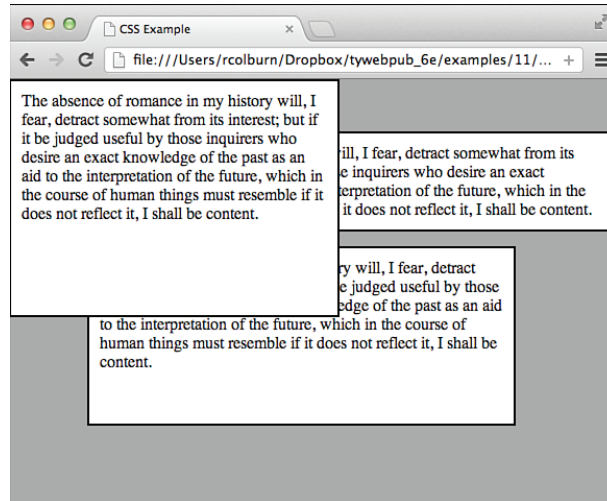 CSS Example
file:///Users/rcolburn/Dropbox/tywebpub_6e/examples/11/...
The absence of romance in my history will, I
fear, detract somewhat from its interest; but if
it be judged useful by those inquirers who
desire an exact knowledge of the past as an
aid to the interpretation of the future, which in
the course of human things must resemble if it
does not reflect it, I shall be content.
will, I fear, detract somewhat from its
inquirers who desire an exact
interpretation of the future, which in the
it does not reflect it, I shall be content.
will, I fear, detract
judged useful by those
of the past as an aid
to the interpretation of the future, which in the course of
human things must resemble if it does not reflect it, I shall be
content.